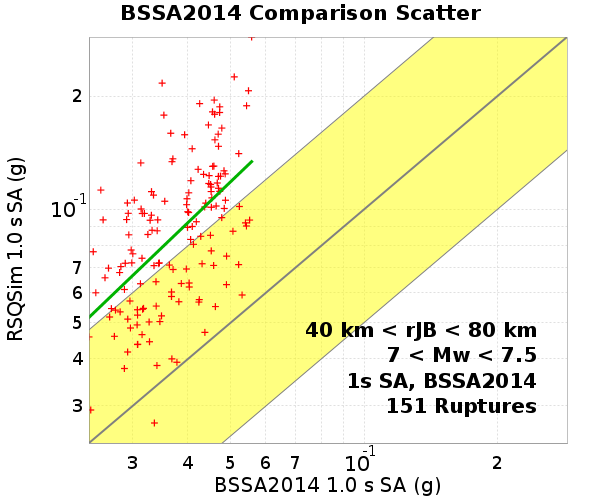 BSSA2014 Comparison Scatter
RSQSim 1.0 s SA (g)
2
10⁻¹
7
6
5
4
3
40 km < rJB < 80 km
7 < Mw < 7.5
1s SA, BSSA2014
151 Ruptures
3 4 5 6 7 10⁻¹ 2
BSSA2014 1.0 s SA (g)